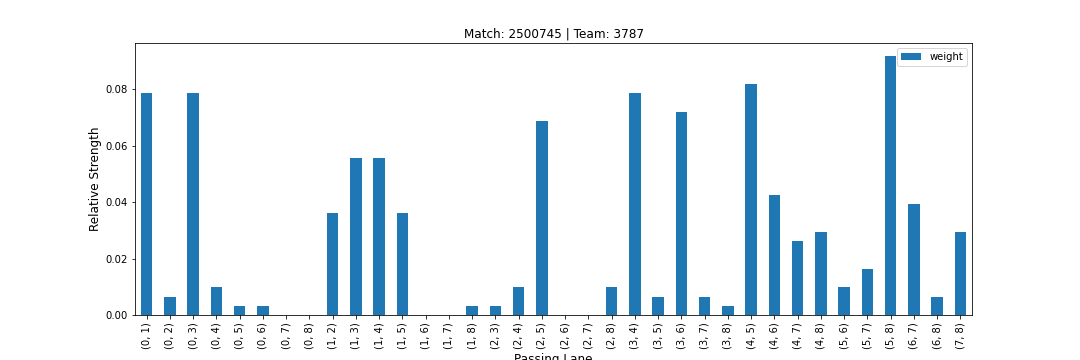 Match: 2500745 | Team: 3787
weight
Relative Strength
0.08
0.06
0.04
0.02
0.00
(0, 1) (0, 2) (0, 3) (0, 4) (0, 5) (0, 6) (0, 7) (0, 8) (1, 2) (1, 3) (1, 4) (1, 5) (1, 6) (1, 7) (1, 8) (2, 3) (2, 4) (2, 5) (2, 6) (2, 7) (2, 8) (3, 4) (3, 5) (3, 6) (3, 7) (3, 8) (4, 5) (4, 6) (4, 7) (4, 8) (5, 6) (5, 7) (5, 8) (6, 7) (6, 8) (7, 8)
Passing Lane